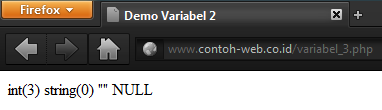 Firefox
Demo Variabel 2
www.contoh-web.co.id/variabel_3.php
int(3) string(0) "" NULL